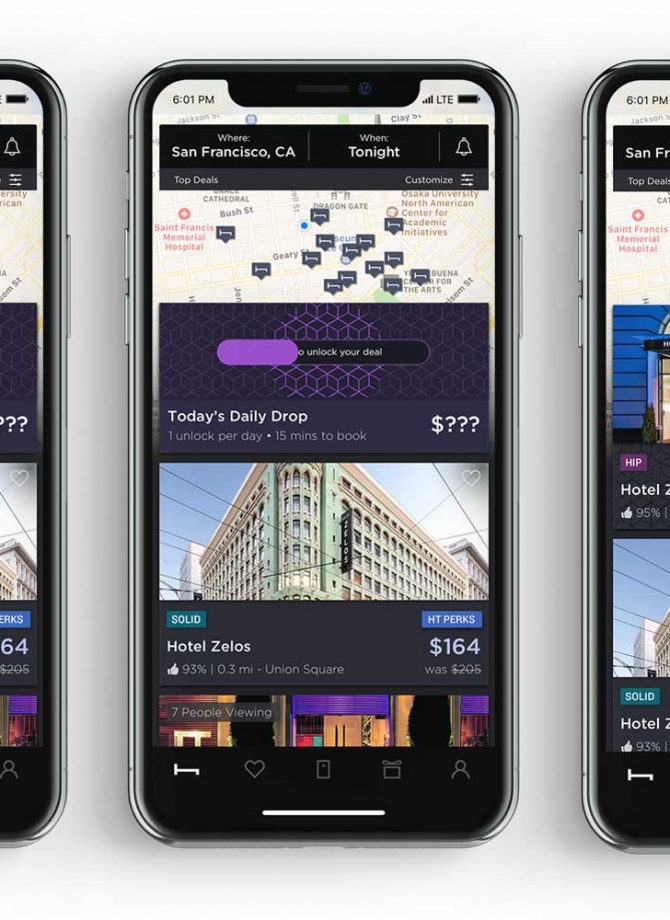 E
6:01 PM
LTE
6:01 PM
Jackson St
Clay St
Where:
San Francisco, CA
When:
Tonight
San Fr
Top Deals
Customize
Top Deals
CATHEDRAL
Bush St
DRAGON GATE
Osaka University
North American
Center for
Academic
Initiatives
Saint Francis
Memorial
Hospital
Saint Francis
Memorial
Hospital
Geary St
YERBA BUENA
CENTER FOR
THE ARTS
o unlock your deal
Today's Daily Drop
1 unlock per day • 15 mins to book
$???
???
HIP
Hotel Z
95% |
ZELOS
ERKS
64
$205
SOLID
HT PERKS
Hotel Zelos
$164
93% | 0.3 mi - Union Square
was $205
7 People Viewing
SOLID
Hotel Z
93% |